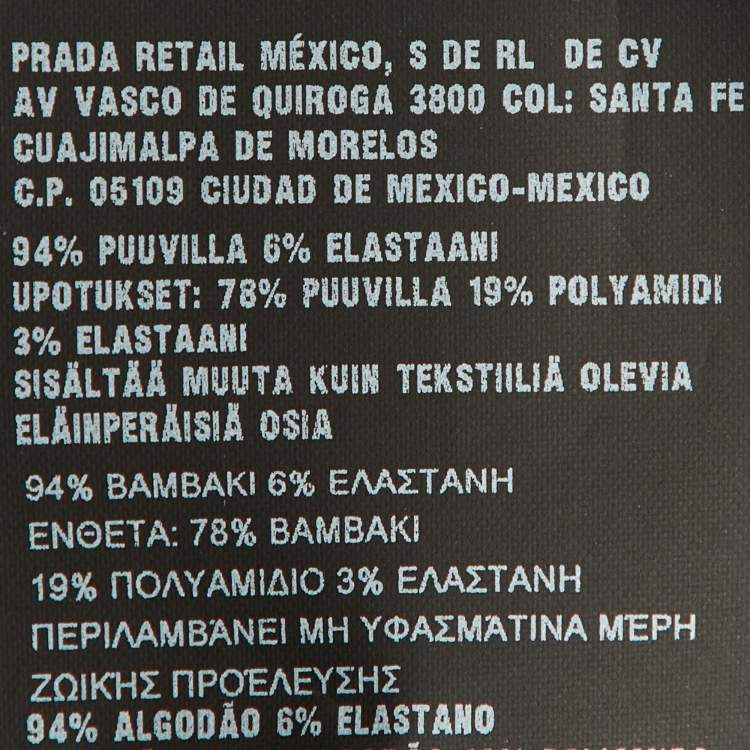 PRADA RETAIL MÉXICO, S DE RL DE CV
AV VASCO DE QUIROGA 3800 COL: SANTA FE
CUAJIMALPA DE MORELOS
C.P. 05109 CIUDAD DE MEXICO-MEXICO
94% PUUVILLA 6% ELASTAANI
UPOTUKSET: 78% PUUVILLA 19% POLYAMIDI
3% ELASTAANI
SISÄLTÄÄ MUUTA KUIN TEKSTIILIÄ OLEVIA
ELÄINPERÄISIÄ OSIA
94% ΒΑΜΒΑΚΙ 6% ΕΛΑΣΤΑΝΗ
ΕΝΘΕΤΑ: 78% ΒΑΜΒΑΚΙ
19% ΠΟΛΥΑΜΙΔΙΟ 3% ΕΛΑΣΤΑΝΗ
ΠΕΡΙΛΑΜΒΆΝΕΙ ΜΗ ΥΦΑΣΜΆΤΙΝΑ ΜΈΡΗ
ΖΩΙΚΉΣ ΠΡΟΈΛΕΥΣΗΣ
94% ALGODÃO 6% ELASTANO